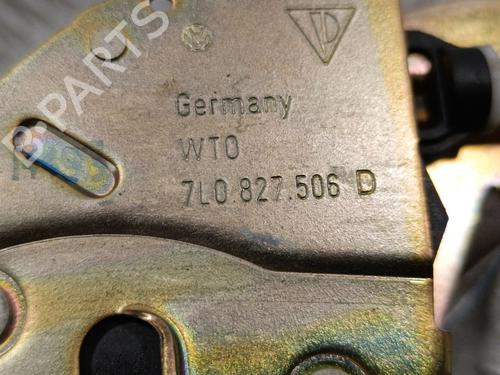 B-PARTS
Germany
WTO
7L0.827.506 D